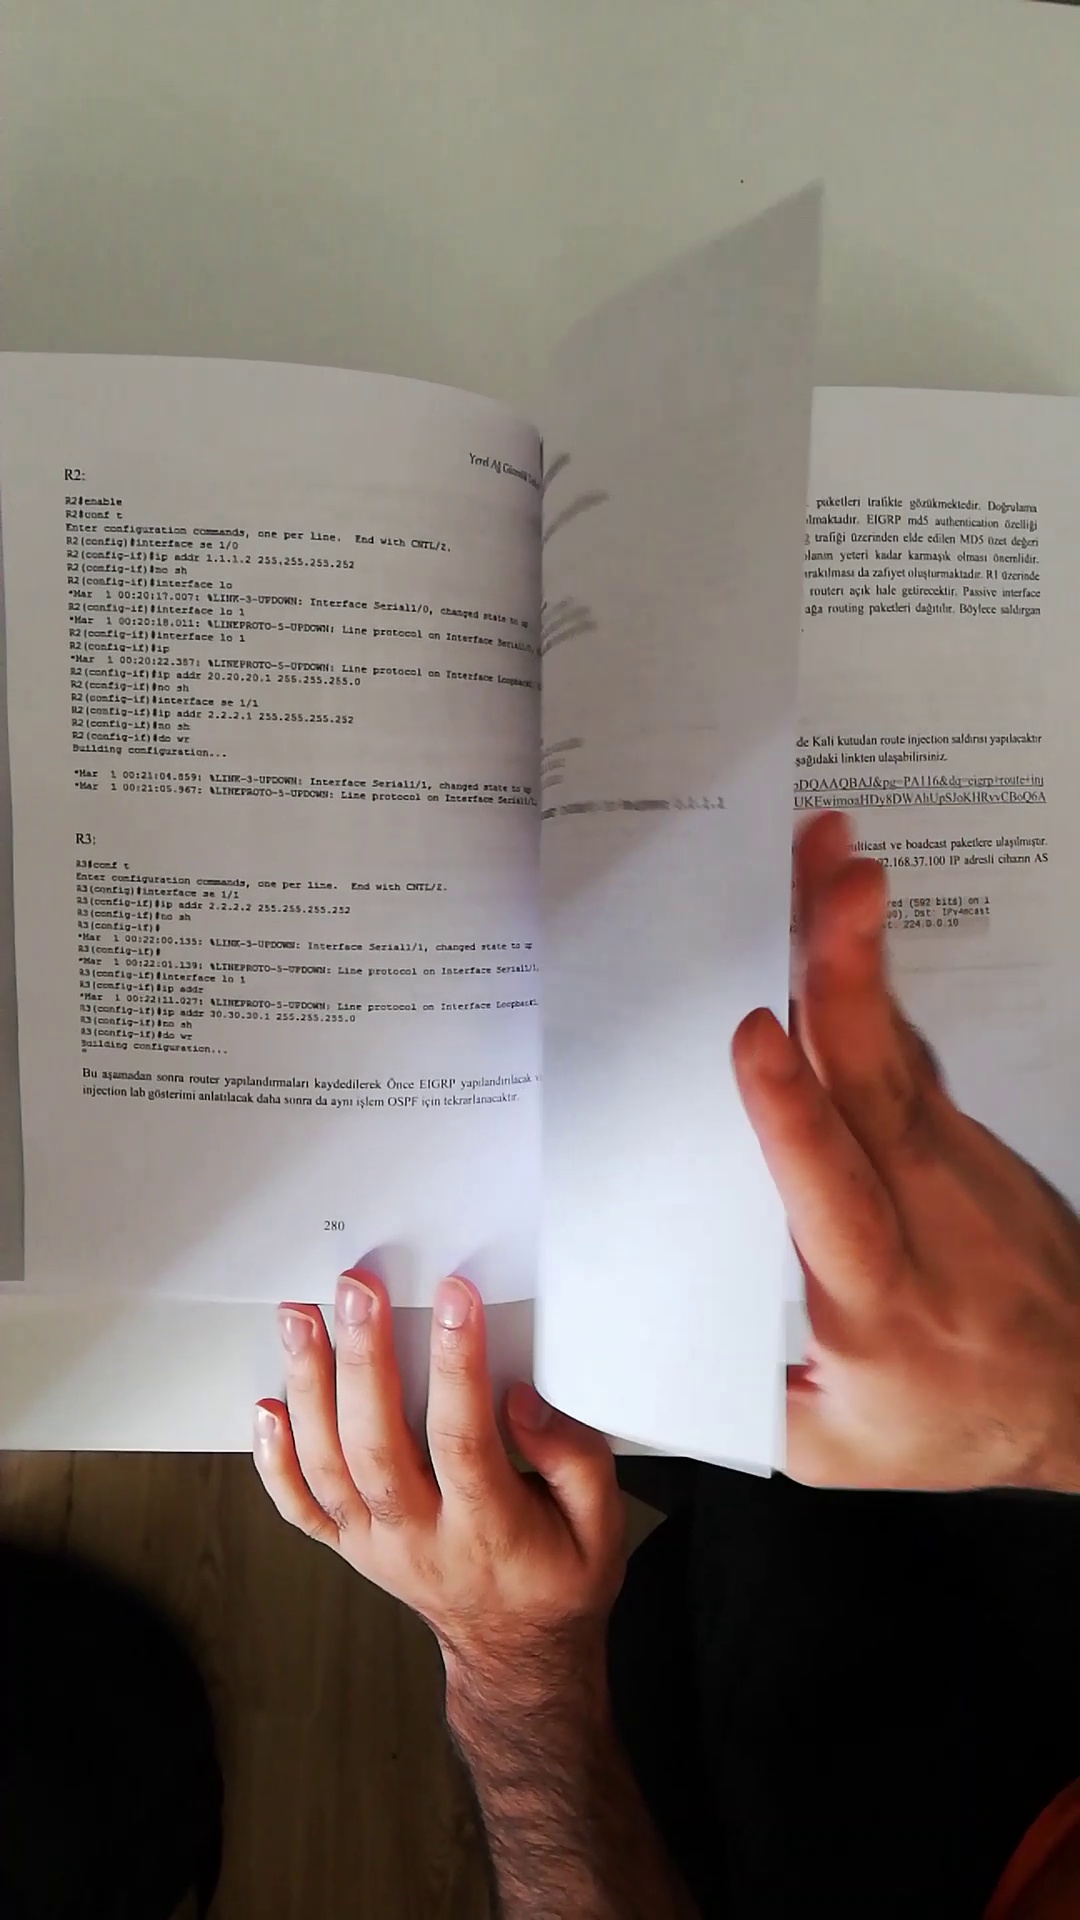 Yerel Ağ Güvenliği
R2:
R2#enable
R2#conf t
Enter configuration commands, one per line.  End with CNTL/Z.
R2(config)#interface se 1/0
R2(config-if)#ip addr 1.1.1.2 255.255.255.252
R2(config-if)#no sh
R2(config-if)#interface lo
*Mar  1 00:20:17.007: %LINK-3-UPDOWN: Interface Serial1/0, changed state to up
R2(config-if)#interface lo 1
*Mar  1 00:20:18.011: %LINEPROTO-5-UPDOWN: Line protocol on Interface Serial1/0,
R2(config-if)#interface lo 1
R2(config-if)#ip
*Mar  1 00:20:22.387: %LINEPROTO-5-UPDOWN: Line protocol on Interface Loopback1,
R2(config-if)#ip addr 20.20.20.1 255.255.255.0
R2(config-if)#no sh
R2(config-if)#interface se 1/1
R2(config-if)#ip addr 2.2.2.1 255.255.255.252
R2(config-if)#no sh
R2(config-if)#do wr
Building configuration...
*Mar  1 00:21:04.859: %LINK-3-UPDOWN: Interface Serial1/1, changed state to up
*Mar  1 00:21:05.967: %LINEPROTO-5-UPDOWN: Line protocol on Interface Serial1/1,
R3:
R3#conf t
Enter configuration commands, one per line.  End with CNTL/Z.
R3(config)#interface se 1/1
R3(config-if)#ip addr 2.2.2.2 255.255.255.252
R3(config-if)#no sh
R3(config-if)#
*Mar  1 00:22:00.135: %LINK-3-UPDOWN: Interface Serial1/1, changed state to up
R3(config-if)#
*Mar  1 00:22:01.139: %LINEPROTO-5-UPDOWN: Line protocol on Interface Serial1/1,
R3(config-if)#interface lo 1
R3(config-if)#ip addr
*Mar  1 00:22:11.027: %LINEPROTO-5-UPDOWN: Line protocol on Interface Loopback1,
R3(config-if)#ip addr 30.30.30.1 255.255.255.0
R3(config-if)#no sh
R3(config-if)#do wr
Building configuration...
Bu aşamadan sonra router yapılandırmaları kaydedilerek Önce EIGRP yapılandırılacak
injection lab gösterimi anlatılacak daha sonra da aynı işlem OSPF için tekrarlanacaktır.
280
paketleri trafikte gözükmektedir. Doğrulama
EIGRP md5 authentication özelliği
trafiği üzerinden elde edilen MD5 özet değeri
yeteri kadar karmaşık olması önemlidir.
da zafiyet oluşturmaktadır. R1 üzerinde
routerı açık hale getirecektir. Passive interface
ağa routing paketleri dağıtılır. Böylece saldırgan
de Kali kutudan route injection saldırısı yapılacaktır
linkten ulaşabilirsiniz.
DQAAQBAJ&pg=PA116&dq=eigrp+route+inj
UKEwimoaHDy8DWAhUpSJoKHRvvCBoQ6A
ve boadcast paketlere ulaşılmıştır.
.168.37.100 IP adresli cihazın AS
(592 bits) on i
Dst: IPv4mcast
224.0.0.10